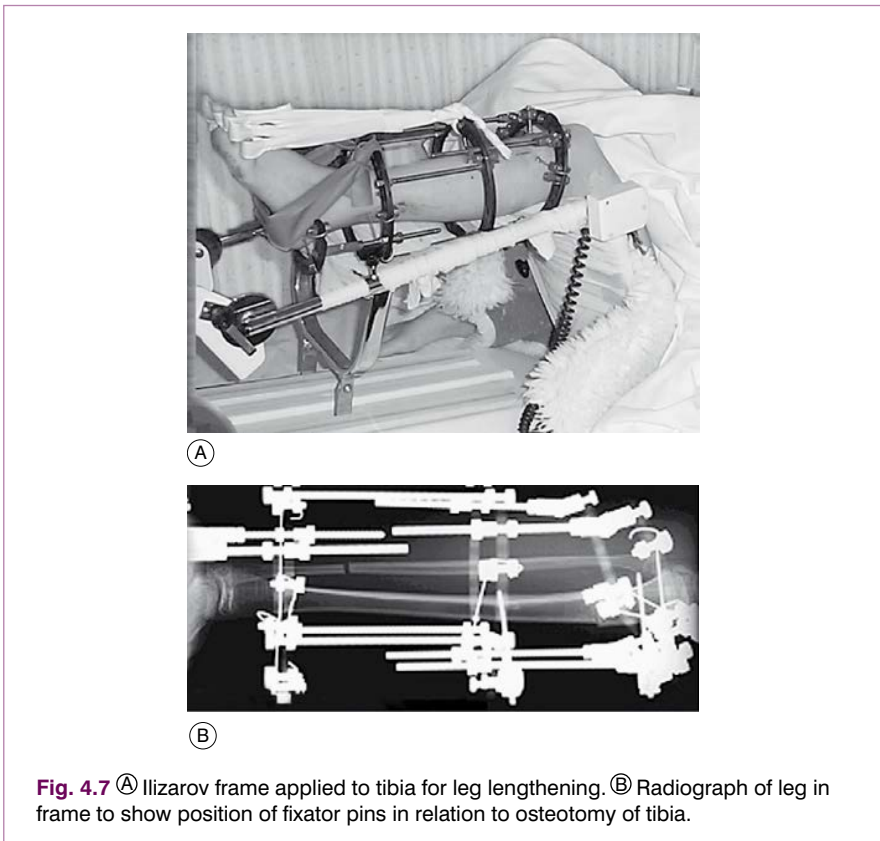 A
B
Fig. 4.7 Ⓐ Ilizarov frame applied to tibia for leg lengthening. Ⓑ Radiograph of leg in
frame to show position of fixator pins in relation to osteotomy of tibia.